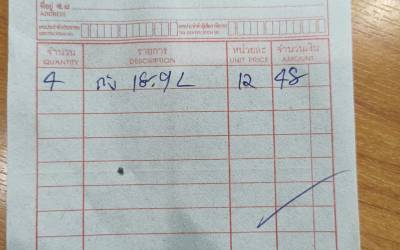 ที่อยู่
ADDRESS
จำนวน รายการ หน่วยละ จำนวนเงิน
QUANTITY DESCRIPTION UNIT PRICE AMOUNT
4 ถัง 18.9 L 12 48